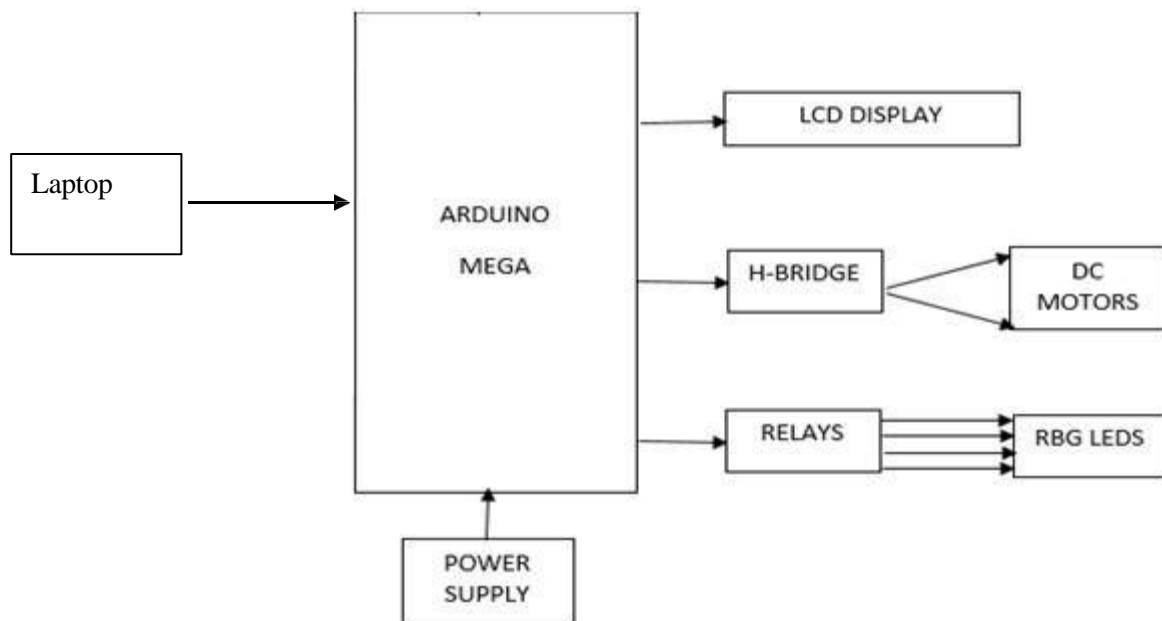 Laptop
ARDUINO
MEGA
LCD DISPLAY
H-BRIDGE
DC
MOTORS
RELAYS
RBG LEDS
POWER
SUPPLY